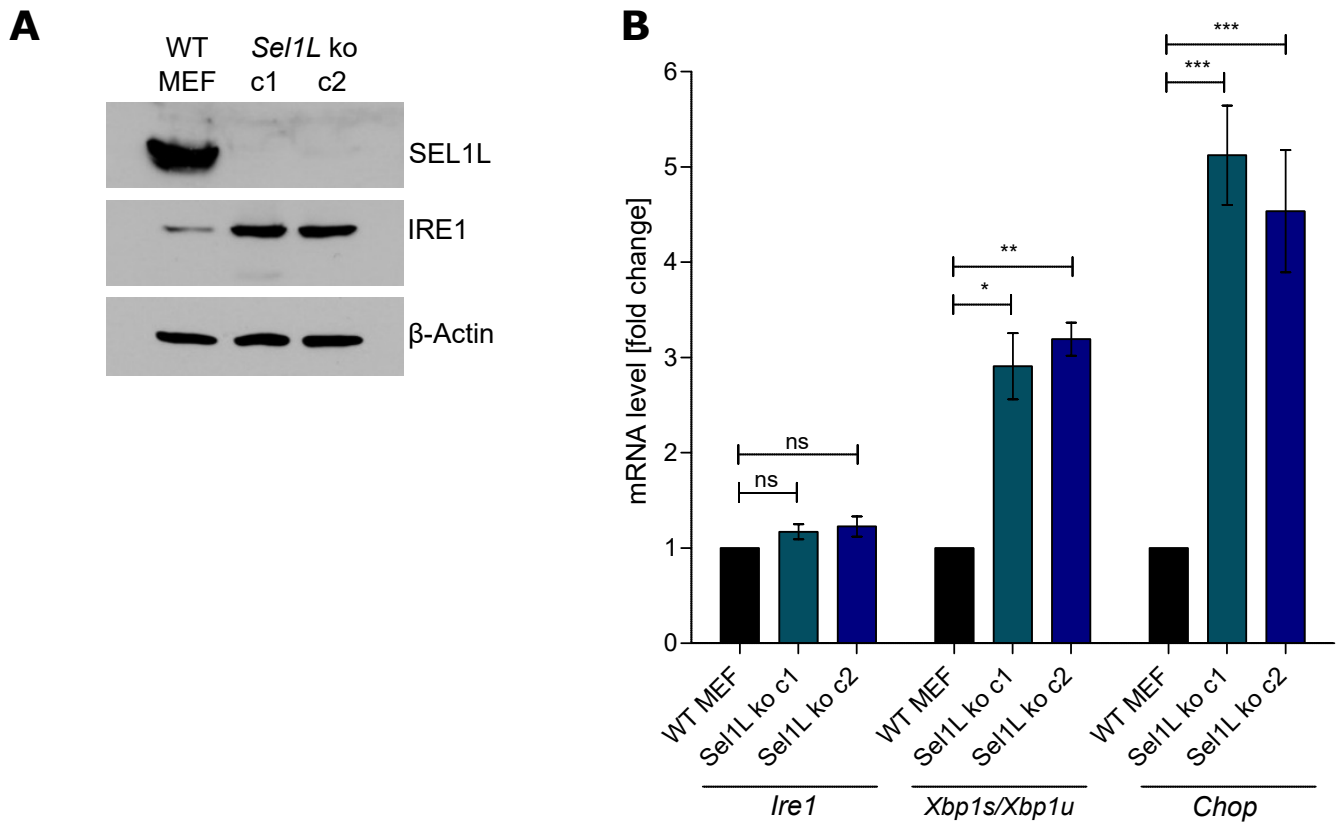 A
WT Sel1L ko
MEF c1 c2
SEL1L
IRE1
β-Actin
B
mRNA level [fold change]
6
5
4
3
2
1
0
ns
ns
*
**
***
***
WT MEF
Sel1L ko c1
Sel1L ko c2
WT MEF
Sel1L ko c1
Sel1L ko c2
WT MEF
Sel1L ko c1
Sel1L ko c2
Ire1
Xbp1s/Xbp1u
Chop